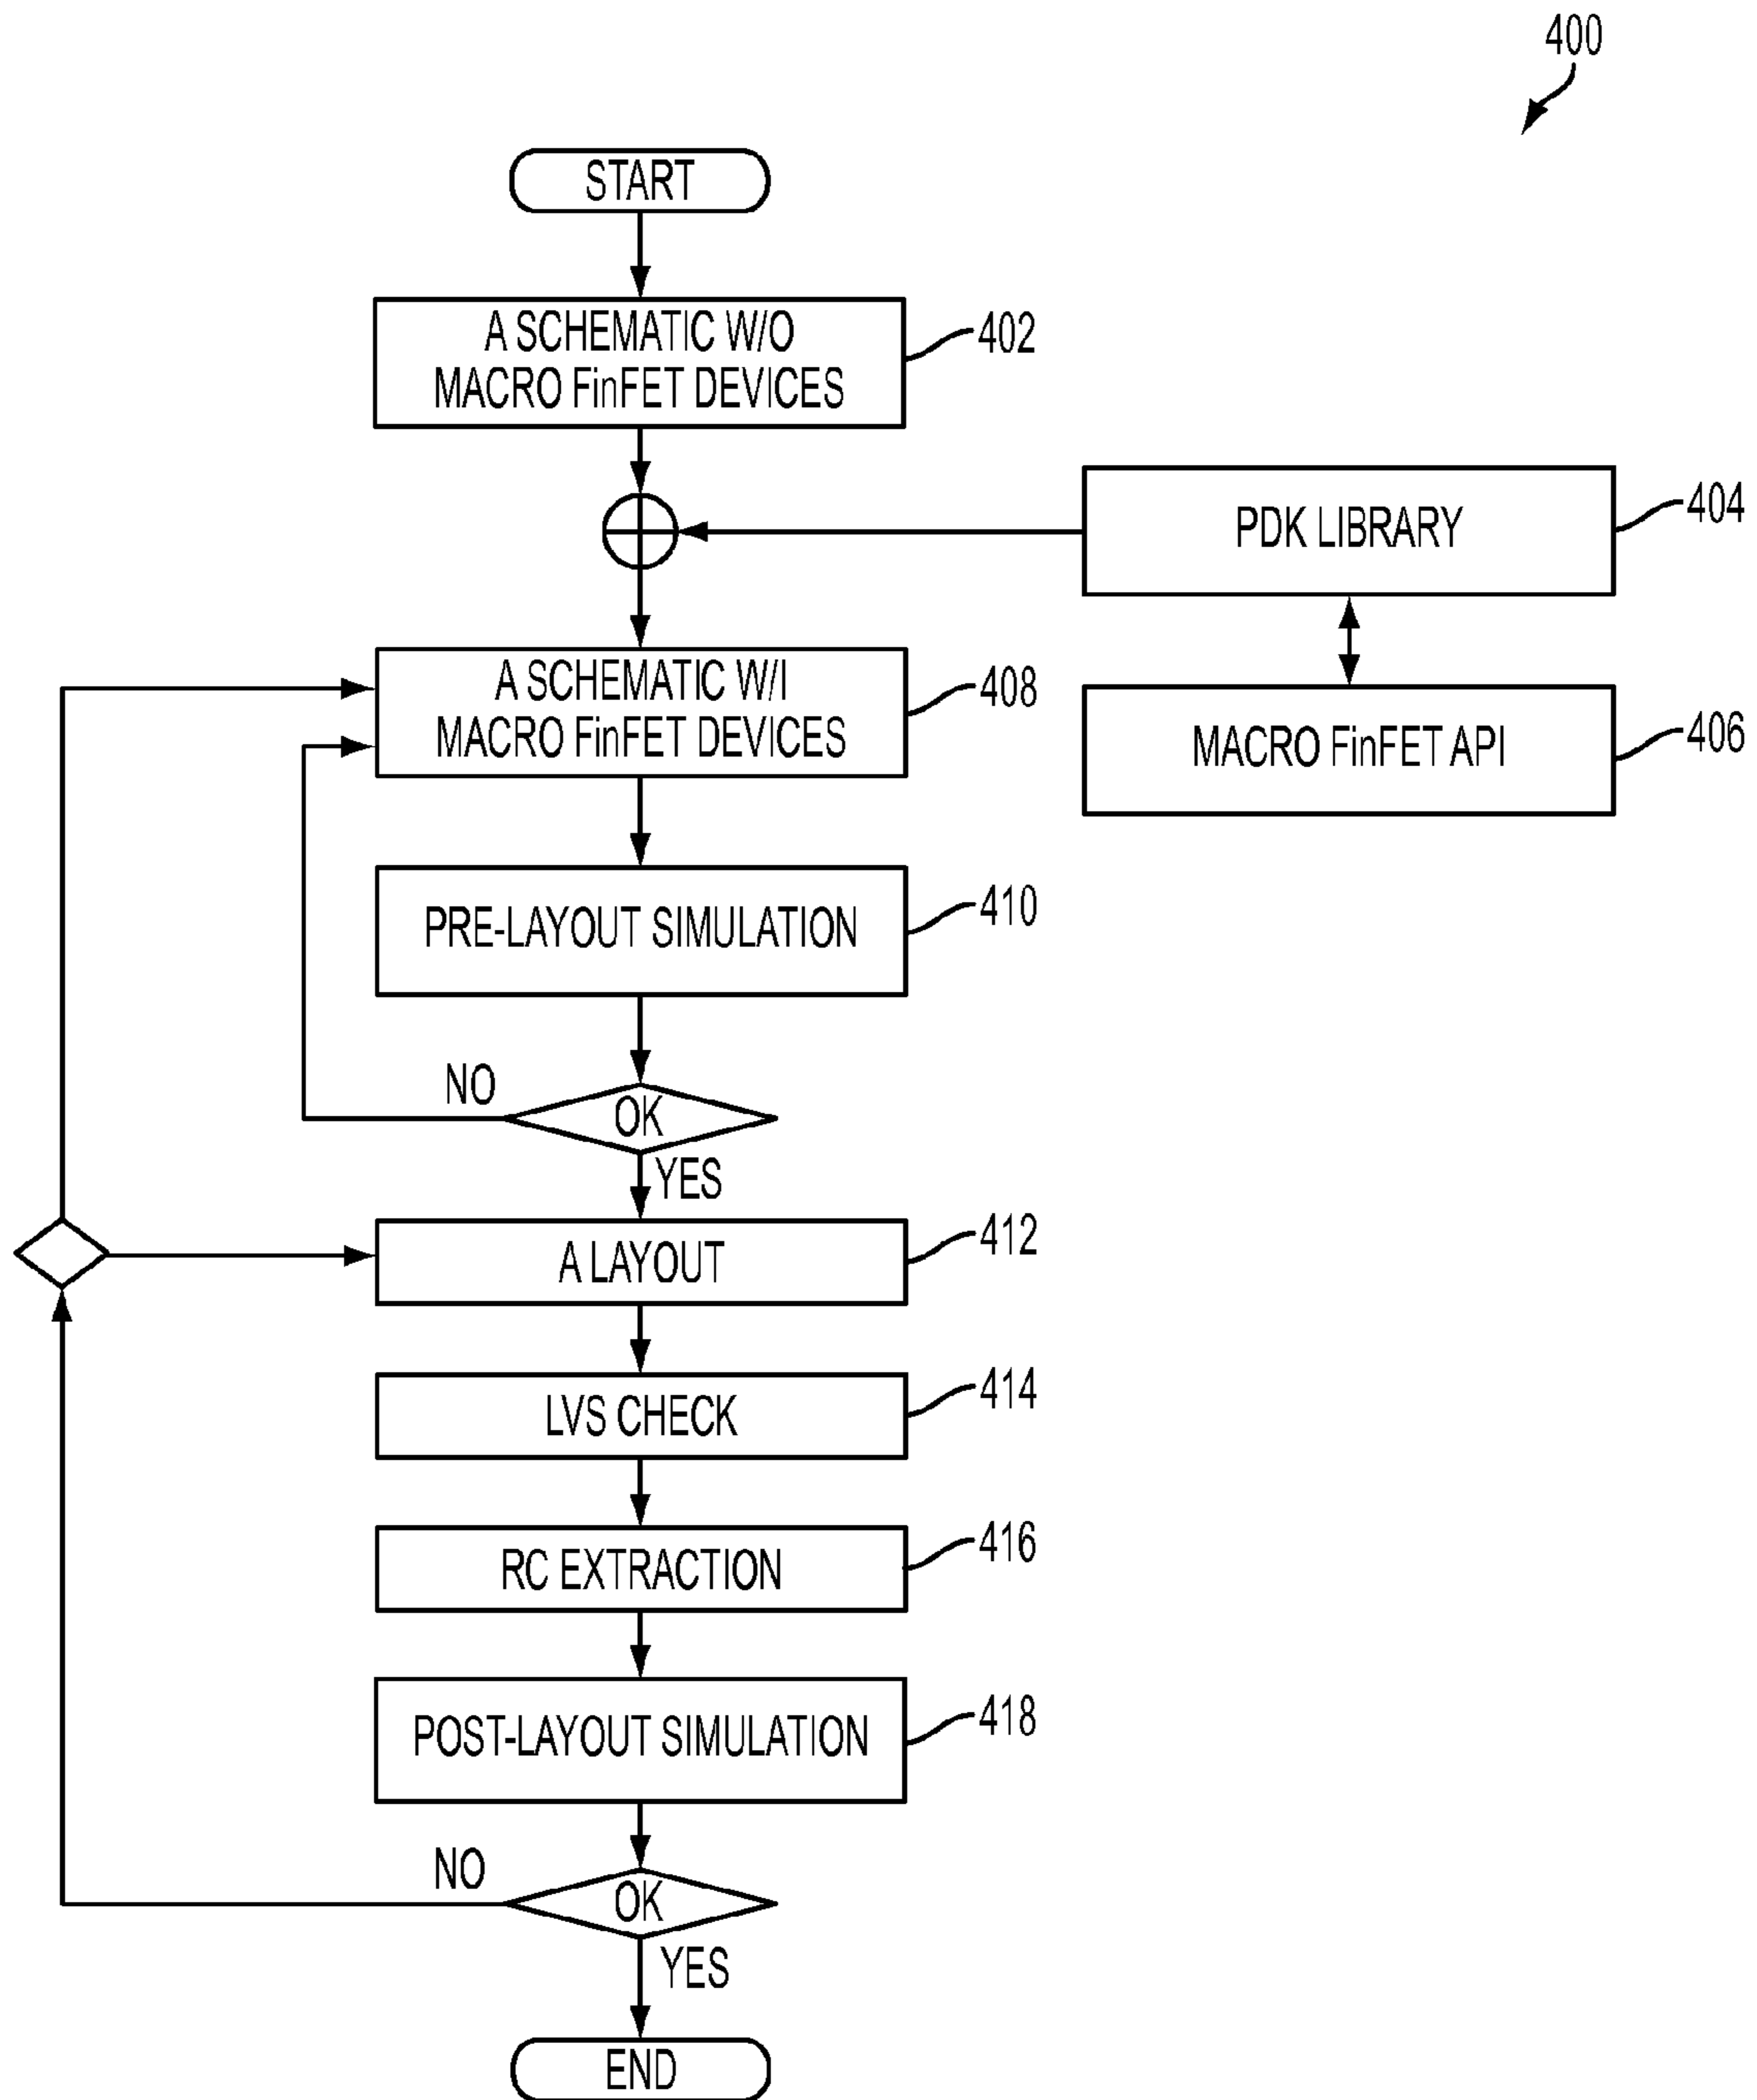 400
START
A SCHEMATIC W/O
MACRO FinFET DEVICES
402
PDK LIBRARY
404
A SCHEMATIC W/I
MACRO FinFET DEVICES
408
MACRO FinFET API
406
PRE-LAYOUT SIMULATION
410
NO
OK
YES
A LAYOUT
412
LVS CHECK
414
RC EXTRACTION
416
POST-LAYOUT SIMULATION
418
NO
OK
YES
END